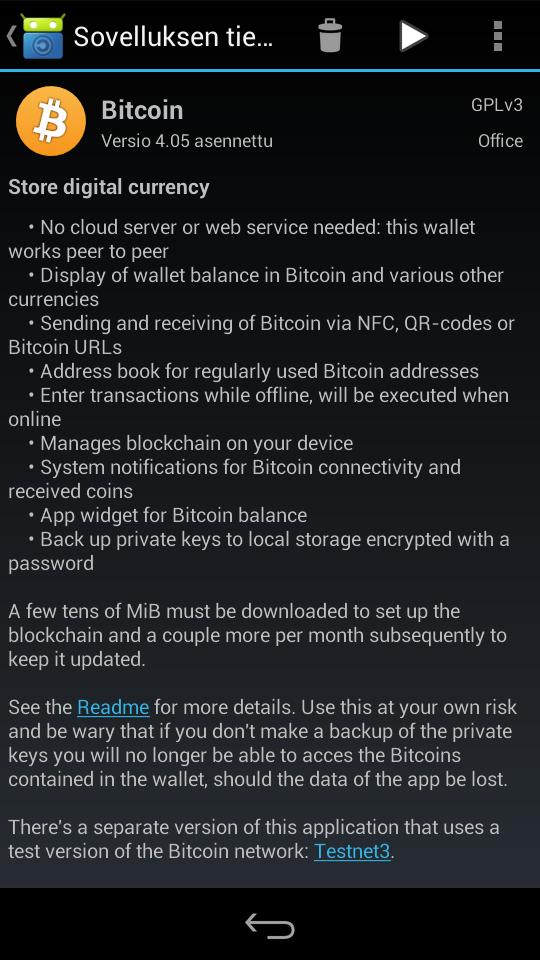 Sovelluksen tie...
Bitcoin
GPLv3
Versio 4.05 asennettu
Office
Store digital currency
• No cloud server or web service needed: this wallet
works peer to peer
• Display of wallet balance in Bitcoin and various other
currencies
• Sending and receiving of Bitcoin via NFC, QR-codes or
Bitcoin URLs
• Address book for regularly used Bitcoin addresses
• Enter transactions while offline, will be executed when
online
• Manages blockchain on your device
• System notifications for Bitcoin connectivity and
received coins
• App widget for Bitcoin balance
• Back up private keys to local storage encrypted with a
password
A few tens of MiB must be downloaded to set up the
blockchain and a couple more per month subsequently to
keep it updated.
See the Readme for more details. Use this at your own risk
and be wary that if you don't make a backup of the private
keys you will no longer be able to acces the Bitcoins
contained in the wallet, should the data of the app be lost.
There's a separate version of this application that uses a
test version of the Bitcoin network: Testnet3.